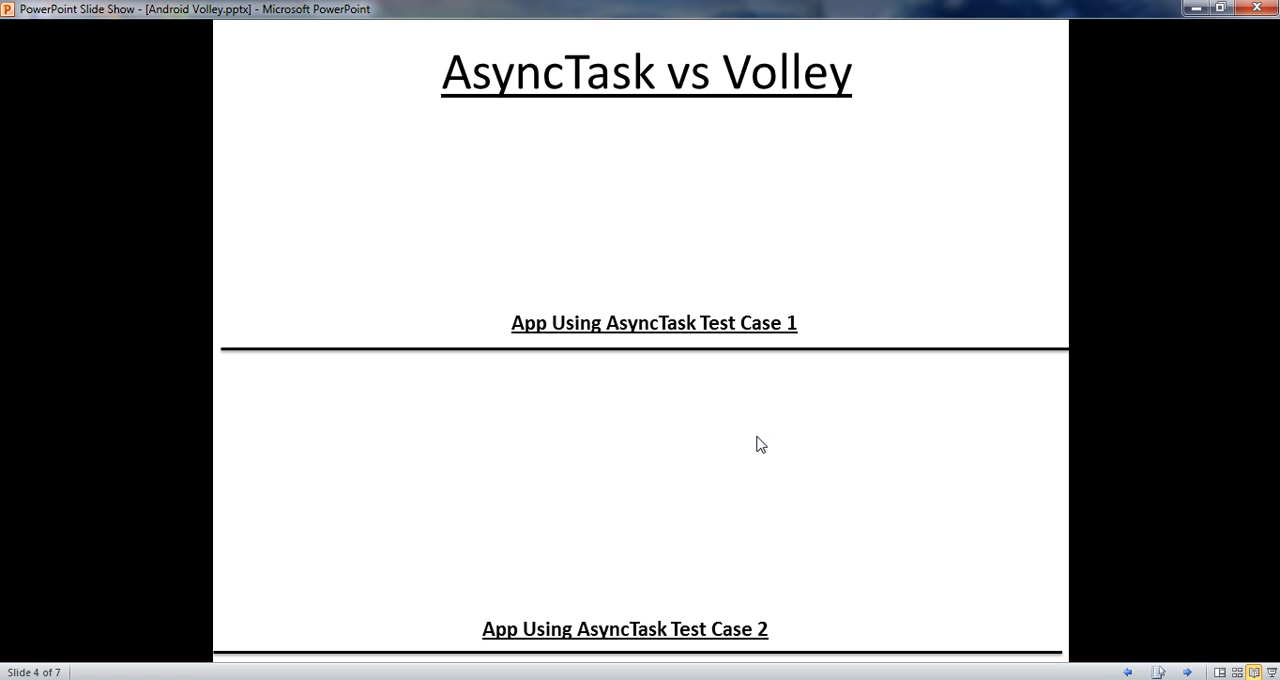 PowerPoint Slide Show - [Android Volley.pptx] - Microsoft PowerPoint
AsyncTask vs Volley
App Using AsyncTask Test Case 1
App Using AsyncTask Test Case 2
Slide 4 of 7